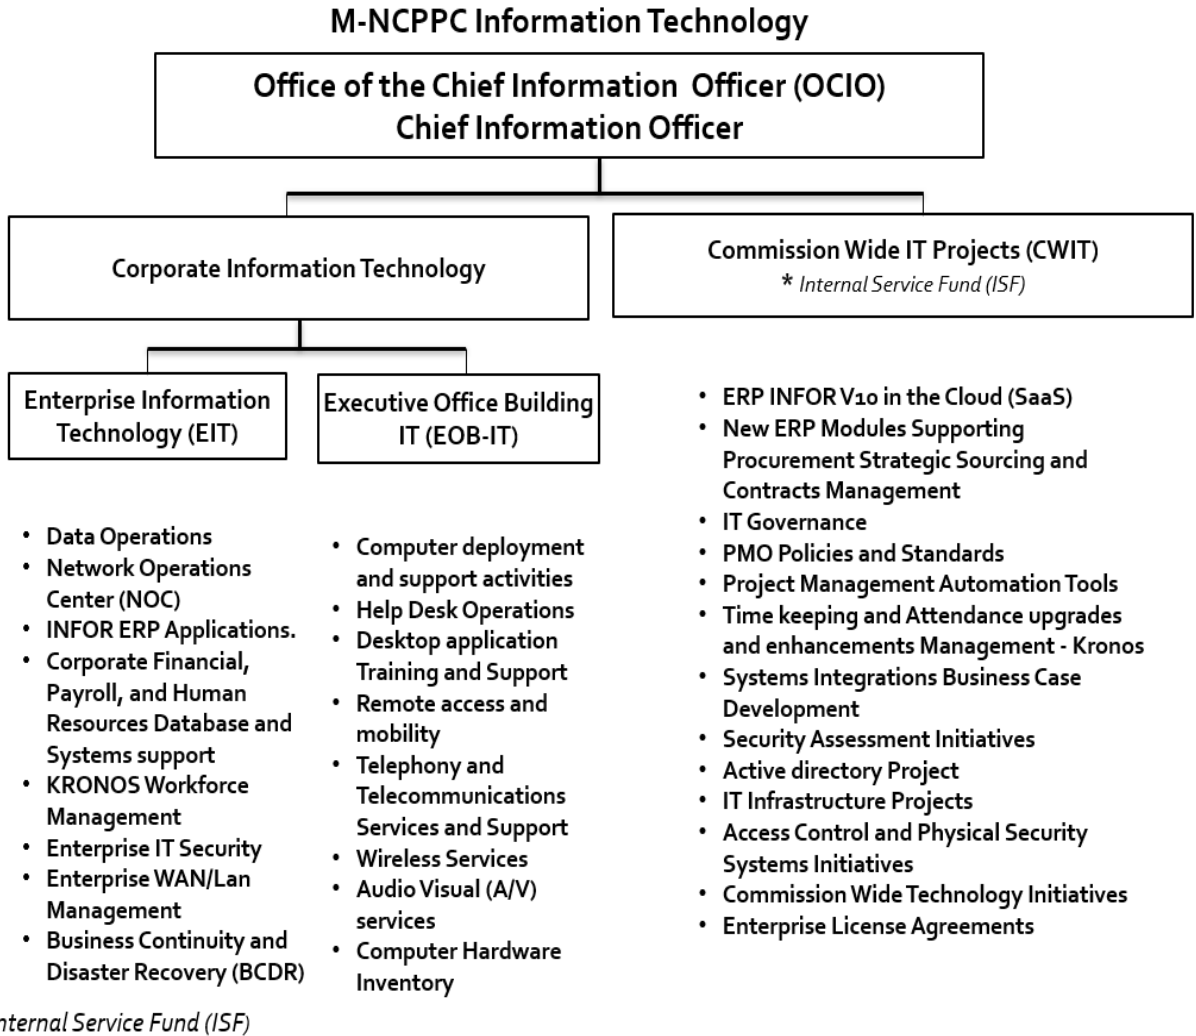 M-NCPPC Information Technology
Office of the Chief Information Officer (OCIO)
Chief Information Officer
Corporate Information Technology
Commission Wide IT Projects (CWIT)
* Internal Service Fund (ISF)
Enterprise Information
Technology (EIT)
Executive Office Building
IT (EOB-IT)
• Data Operations
• Network Operations
Center (NOC)
• INFOR ERP Applications.
• Corporate Financial,
Payroll, and Human
Resources Database and
Systems support
• KRONOS Workforce
Management
• Enterprise IT Security
• Enterprise WAN/Lan
Management
• Business Continuity and
Disaster Recovery (BCDR)
• Computer deployment
and support activities
• Help Desk Operations
• Desktop application
Training and Support
• Remote access and
mobility
• Telephony and
Telecommunications
Services and Support
• Wireless Services
• Audio Visual (A/V)
services
• Computer Hardware
Inventory
• ERP INFOR V10 in the Cloud (SaaS)
• New ERP Modules Supporting
Procurement Strategic Sourcing and
Contracts Management
• IT Governance
• PMO Policies and Standards
• Project Management Automation Tools
• Time keeping and Attendance upgrades
and enhancements Management - Kronos
• Systems Integrations Business Case
Development
• Security Assessment Initiatives
• Active directory Project
• IT Infrastructure Projects
• Access Control and Physical Security
Systems Initiatives
• Commission Wide Technology Initiatives
• Enterprise License Agreements
nternal Service Fund (ISF)